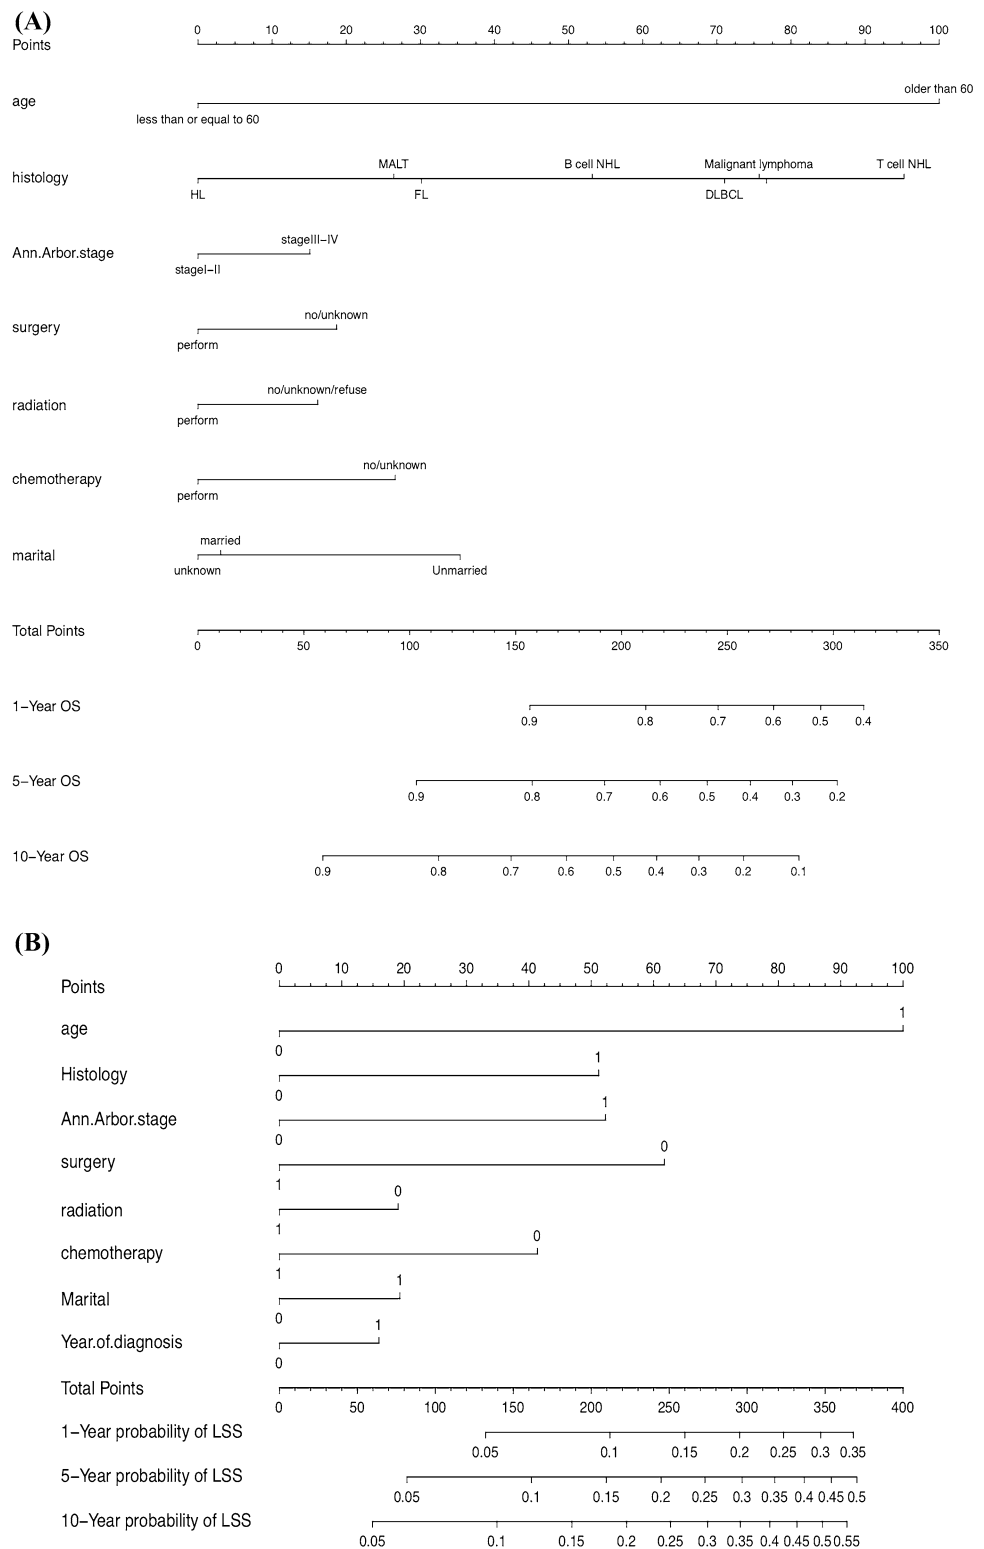 (A)
0 10 20 30 40 50 60 70 80 90 100
Points
older than 60
age
less than or equal to 60
MALT B cell NHL Malignant lymphoma T cell NHL
histology
HL FL DLBCL
stageIII−IV
Ann.Arbor.stage
stageI−II
no/unknown
surgery
perform
no/unknown/refuse
radiation
perform
no/unknown
chemotherapy
perform
married
marital
unknown Unmarried
Total Points
0 50 100 150 200 250 300 350
1−Year OS
0.9 0.8 0.7 0.6 0.5 0.4
5−Year OS
0.9 0.8 0.7 0.6 0.5 0.4 0.3 0.2
10−Year OS
0.9 0.8 0.7 0.6 0.5 0.4 0.3 0.2 0.1
(B)
0 10 20 30 40 50 60 70 80 90 100
Points
1
age
0
1
Histology
0
1
Ann.Arbor.stage
0
0
surgery
1
0
radiation
1
0
chemotherapy
1
1
Marital
0
1
Year.of.diagnosis
0
Total Points
0 50 100 150 200 250 300 350 400
1−Year probability of LSS
0.05 0.1 0.15 0.2 0.25 0.3 0.35
5−Year probability of LSS
0.05 0.1 0.15 0.2 0.25 0.3 0.35 0.4 0.45 0.5
10−Year probability of LSS
0.05 0.1 0.15 0.2 0.25 0.3 0.35 0.4 0.45 0.5 0.55